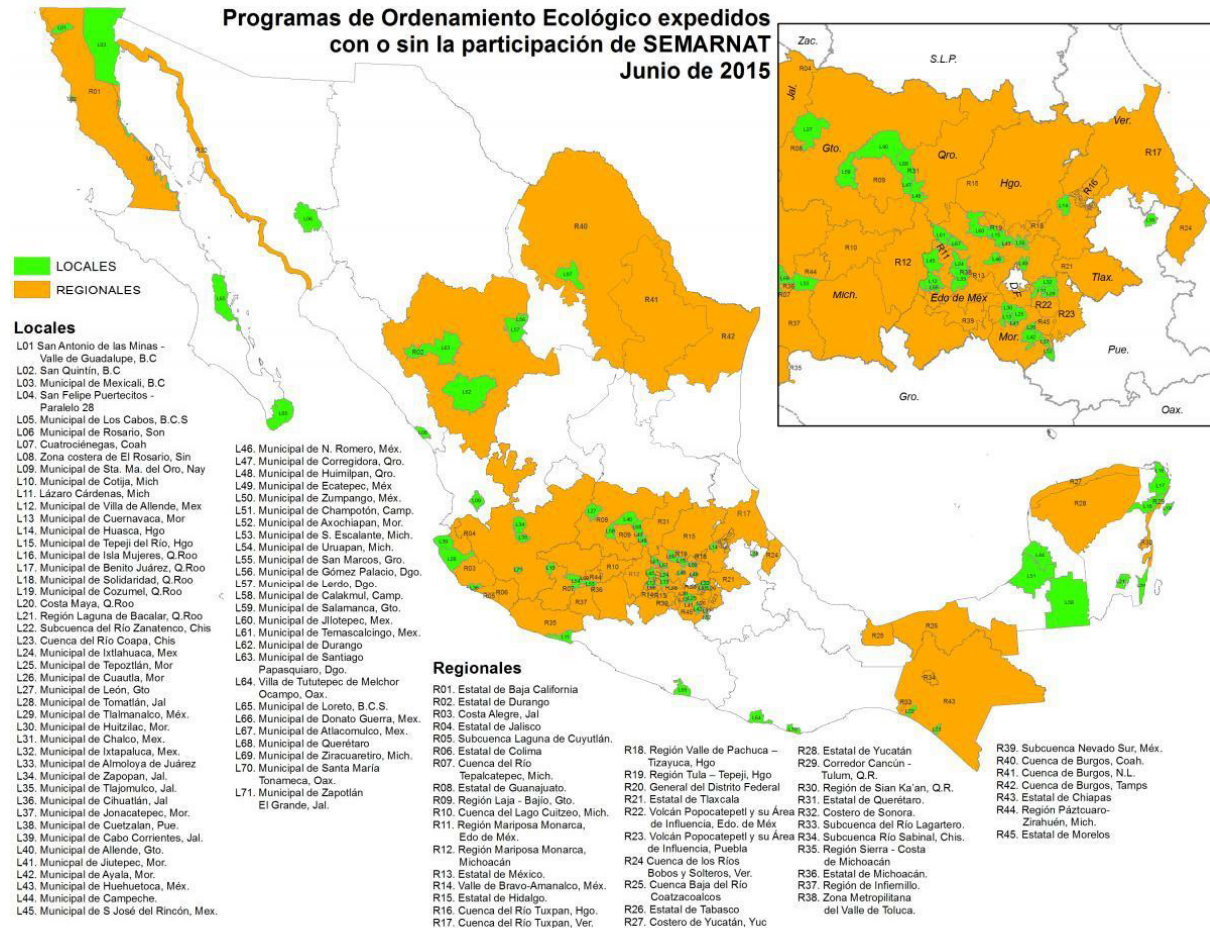 Programas de Ordenamiento Ecológico expedidos
con o sin la participación de SEMARNAT
Junio de 2015
LOCALES
REGIONALES
Locales
L01 San Antonio de las Minas -
Valle de Guadalupe, B.C
L02. San Quintín, B.C
L03. Municipal de Mexicali, B.C
L04. San Felipe Puertecitos -
Paralelo 28
L05. Municipal de Los Cabos, B.C.S
L06 Municipal de Rosario, Son
L07. Cuatrociénegas, Coah
L08. Zona costera de El Rosario, Sin
L09. Municipal de Sta. Ma. del Oro, Nay
L10. Municipal de Cotija, Mich
L11. Lázaro Cárdenas, Mich
L12 Municipal de Villa de Allende, Mex
L13 Municipal de Cuernavaca, Mor
L14 Municipal de Huasca, Hgo
L15. Municipal de Tepeji del Río, Hgo
L16 Municipal de Isla Mujeres, Q.Roo
L17 Municipal de Benito Juárez, Q.Roo
L18 Municipal de Solidaridad, Q.Roo
L19 Municipal de Cozumel, Q.Roo
L20. Costa Maya, Q.Roo
L21. Región Laguna de Bacalar, Q.Roo
L22. Subcuenca del Río Zanatenco, Chis
L23. Cuenca del Río Coapa, Chis
L24. Municipal de Ixtlahuaca, Mex
L25. Municipal de Tepoztlán, Mor
L26. Municipal de Cuautla, Mor
L27. Municipal de León, Gto
L28. Municipal de Tomatlán, Jal
L29. Municipal de Tlalmanalco, Méx.
L30. Municipal de Huitzilac, Mor.
L31. Municipal de Chalco, Mex.
L32. Municipal de Ixtapaluca, Mex.
L33. Almoloya de Juárez
L34. Municipal de Zapopan, Jal.
L35. Municipal de Tlajomulco, Jal.
L36 Municipal de Cihuatlán, Jal
L37. Municipal de Jonacatepec, Mor.
L38. Municipal de Cuetzalan, Pue.
L39. Municipal de Cabo Corrientes, Jal.
L40. Municipal de Allende, Gto.
L41. Municpal de Jiutepec, Mor.
L42. Municipal de Ayala, Mor.
L43. Municipal de Huehuetoca, Méx.
L44. Municipal de Campeche.
L45. Municipal de S José del Rincón, Mex.
L46. Municipal de N. Romero, Méx.
L47. Municipal de Corregidora, Qro.
L48. Municipal de Huimilpan, Qro.
L49. Municipal de Ecatepec, Méx
L50. Municipal de Zumpango, Méx.
L51. Municipal de Champotón, Camp.
L52. Municipal de Axochiapan, Mor.
L53. Municipal de S. Escalante, Mich.
L54. Municipal de Uruapan, Mich.
L55. Municipal de San Marcos, Gro.
L56. Municipal de Gómez Palacio, Dgo.
L57. Municipal de Lerdo, Dgo.
L58. Municipal de Calakmul, Camp.
L59. Municipal de Salamanca, Gto.
L60. Municipal de Jilotepec, Mex.
L61. Municipal de Temascalcingo, Mex.
L62. Municipal de Durango
L63. Municipal de Santiago
Papasquiaro, Dgo.
L64. Villa de Tututepec de Melchor
Ocampo, Oax.
L65. Municipal de Loreto, B.C.S.
L66. Municipal de Donato Guerra, Mex.
L67. Municipal de Atlacomulco, Mex.
L68. Municipal de Querétaro
L69. Municipal de Ziracuaretiro, Mich.
L70. Municipal de Santa María
Tonameca, Oax.
L71. Municipal de Zapotlán
El Grande, Jal.
Regionales
R01. Estatal de Baja California
R02. Estatal de Durango
R03. Costa Alegre, Jal
R04. Estatal de Jalisco
R05. Subcuenca Laguna de Cuyutlán.
R06. Estatal de Colima
R07. Cuenca del Río
Tepalcatepec, Mich.
R08. Estatal de Guanajuato.
R09. Región Laja - Bajío, Gto.
R10. Cuenca del Lago Cuitzeo, Mich.
R11. Región Mariposa Monarca,
Edo de Méx.
R12. Región Mariposa Monarca,
Michoacán
R13. Estatal de México.
R14. Valle de Bravo-Amanalco, Méx.
R15. Estatal de Hidalgo.
R16. Cuenca del Río Tuxpan, Hgo.
R17. Cuenca del Río Tuxpan, Ver.
R18. Región Valle de Pachuca –
Tizayuca, Hgo
R19. Región Tula – Tepeji, Hgo
R20. General del Distrito Federal
R21. Estatal de Tlaxcala
R22. Volcán Popocatepetl y su Área
de Influencia, Edo. de Méx
R23. Volcán Popocatepetl y su Área
de Influencia, Puebla
R24 Cuenca de los Ríos
Bobos y Solteros, Ver.
R25. Cuenca Baja del Río
Coatzacoalcos
R26. Estatal de Tabasco
R27. Costero de Yucatán, Yuc
R28. Estatal de Yucatán
R29. Corredor Cancún -
Tulum, Q.R.
R30. Región de Sian Ka'an, Q.R.
R31. Estatal de Querétaro.
R32. Costero de Sonora.
R33. Subcuenca del Río Lagartero.
R34. Subcuenca Río Sabinal, Chis.
R35. Región Sierra - Costa
de Michoacán
R36. Estatal de Michoacán.
R37. Región de Infiernillo.
R38. Zona Metropolitana
del Valle de Toluca.
R39. Subcuenca Nevado Sur, Méx.
R40. Cuenca de Burgos, Coah.
R41. Cuenca de Burgos, N.L.
R42. Cuenca de Burgos, Tamps
R43. Estatal de Chiapas
R44. Región Páztcuaro-
Zirahuén, Mich.
R45. Estatal de Morelos
Zac.
S.L.P.
Jal.
Gto.
Qro.
Hgo.
Ver.
Mich.
Edo de Méx
D.F.
Tlax.
Mor.
Pue.
Gro.
Oax.
R17
R16
R24
R12
R11
R22
R23
R01
R40
R41
R42